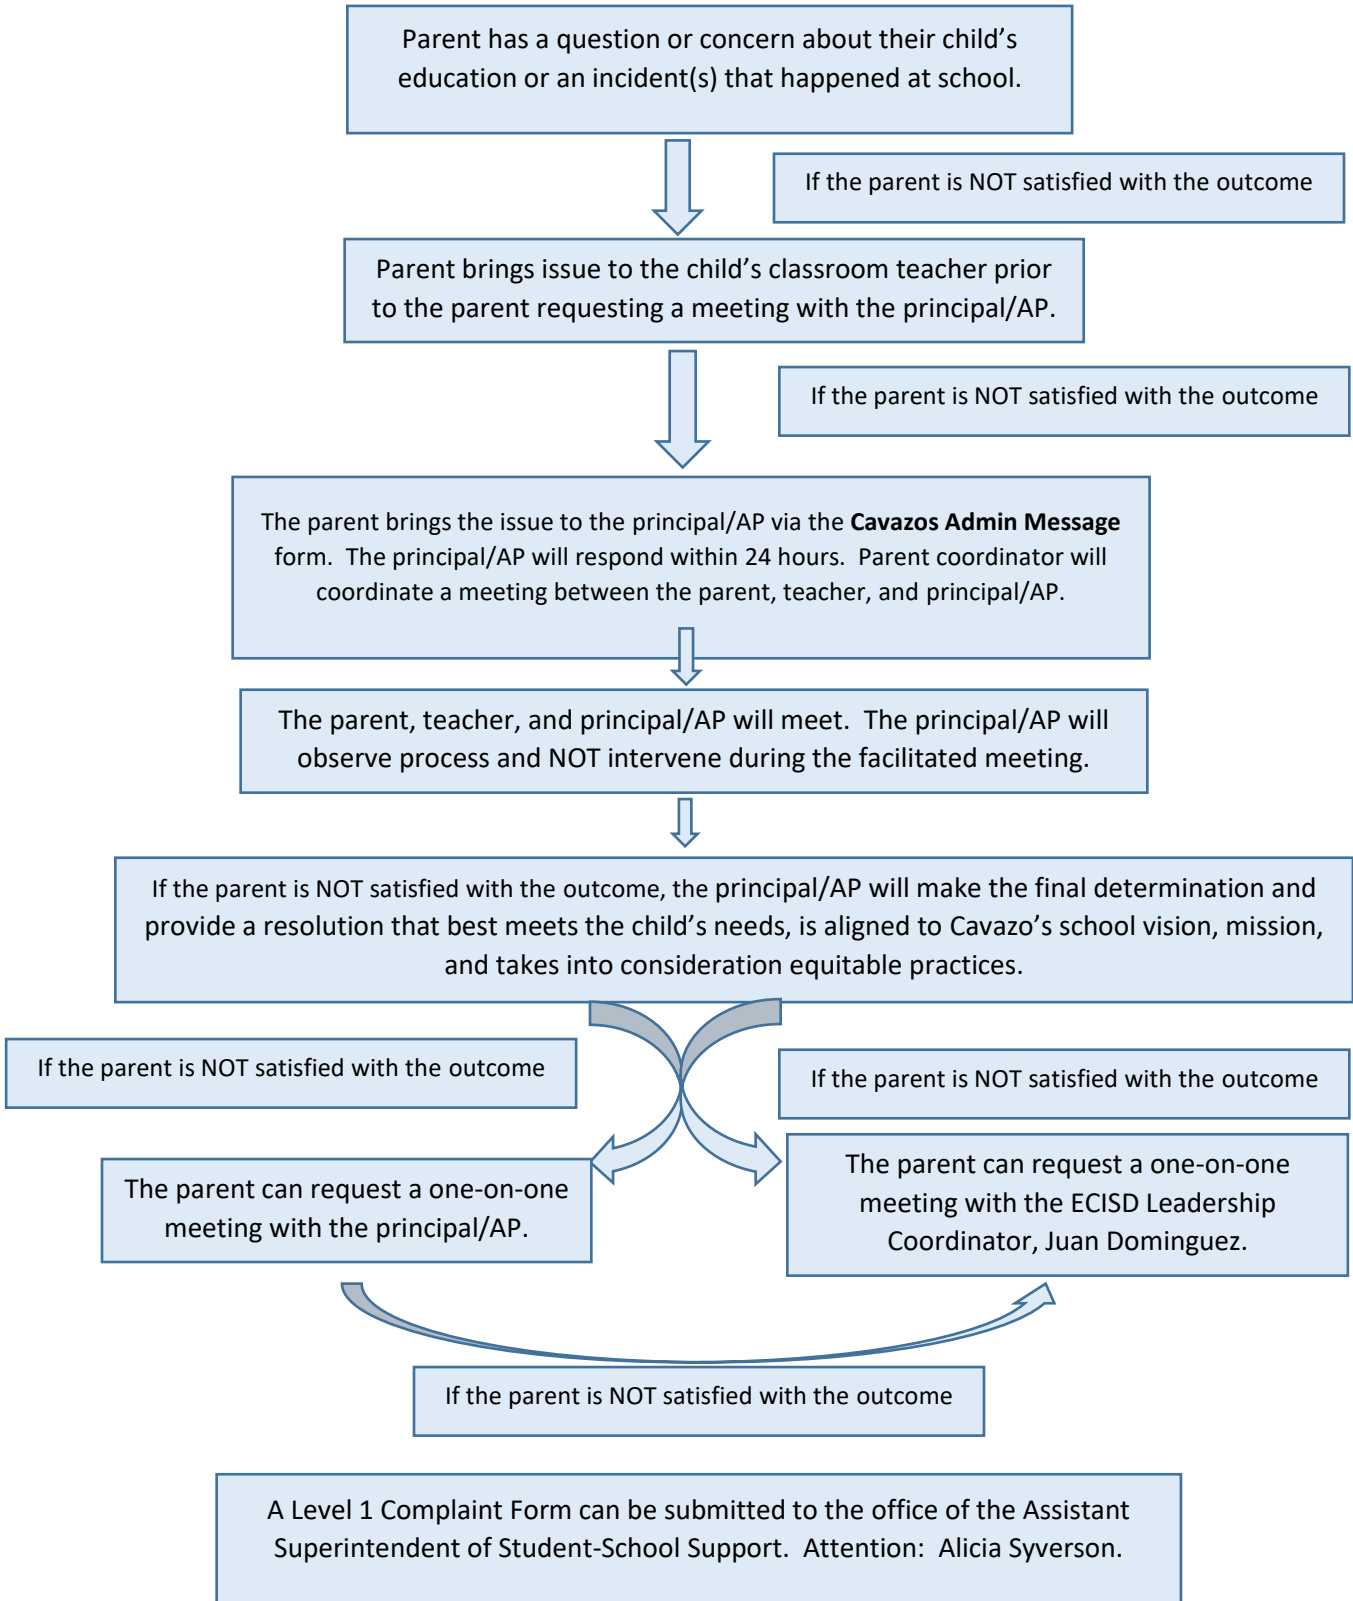 Parent has a question or concern about their child’s
education or an incident(s) that happened at school.
If the parent is NOT satisfied with the outcome
Parent brings issue to the child’s classroom teacher prior
to the parent requesting a meeting with the principal/AP.
If the parent is NOT satisfied with the outcome
The parent brings the issue to the principal/AP via the Cavazos Admin Message
form. The principal/AP will respond within 24 hours. Parent coordinator will
coordinate a meeting between the parent, teacher, and principal/AP.
The parent, teacher, and principal/AP will meet. The principal/AP will
observe process and NOT intervene during the facilitated meeting.
If the parent is NOT satisfied with the outcome, the principal/AP will make the final determination and
provide a resolution that best meets the child’s needs, is aligned to Cavazo’s school vision, mission,
and takes into consideration equitable practices.
If the parent is NOT satisfied with the outcome
If the parent is NOT satisfied with the outcome
The parent can request a one-on-one
meeting with the principal/AP.
The parent can request a one-on-one
meeting with the ECISD Leadership
Coordinator, Juan Dominguez.
If the parent is NOT satisfied with the outcome
A Level 1 Complaint Form can be submitted to the office of the Assistant
Superintendent of Student-School Support. Attention: Alicia Syverson.